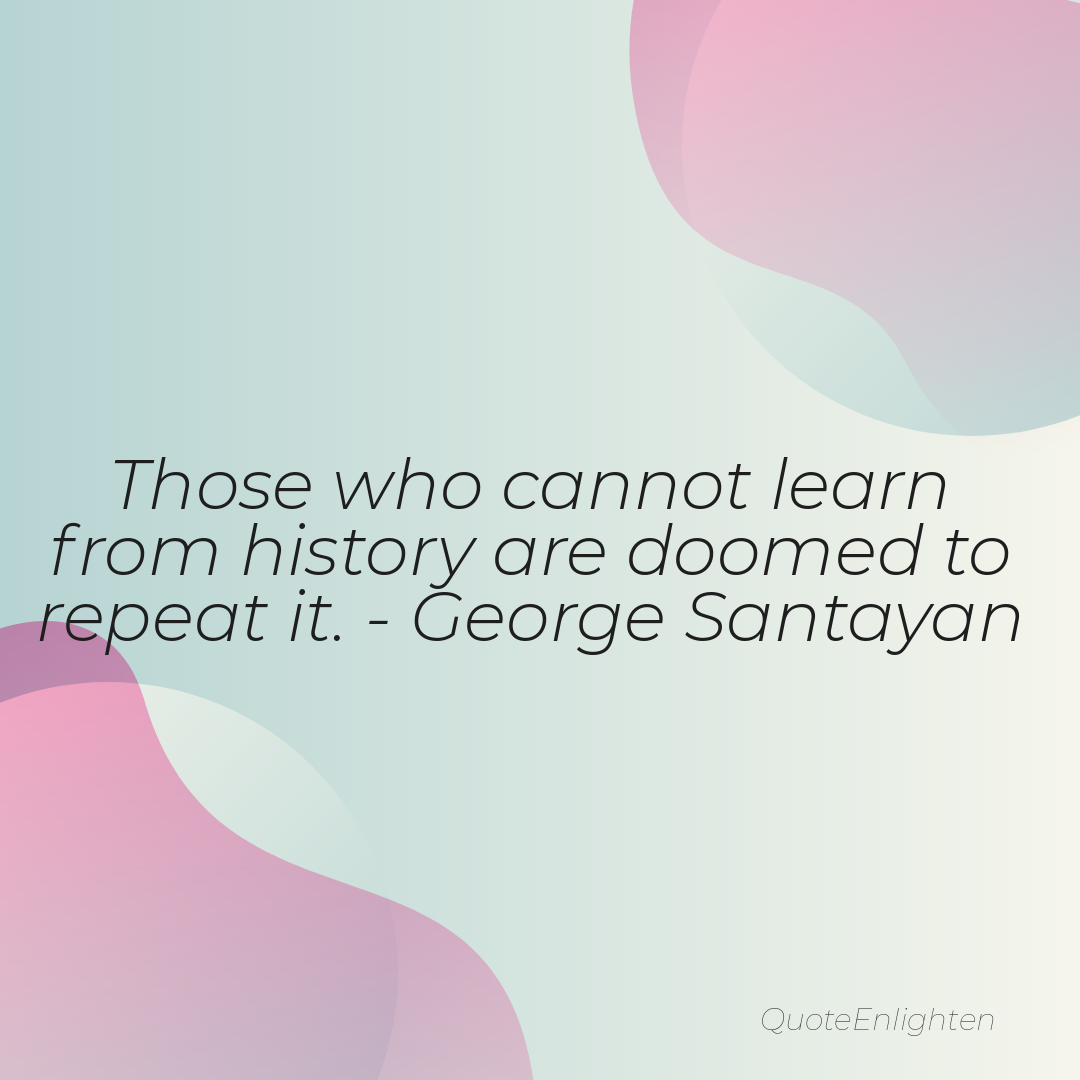 Those who cannot learn
from history are doomed to
repeat it. - George Santayan
QuoteEnlighten